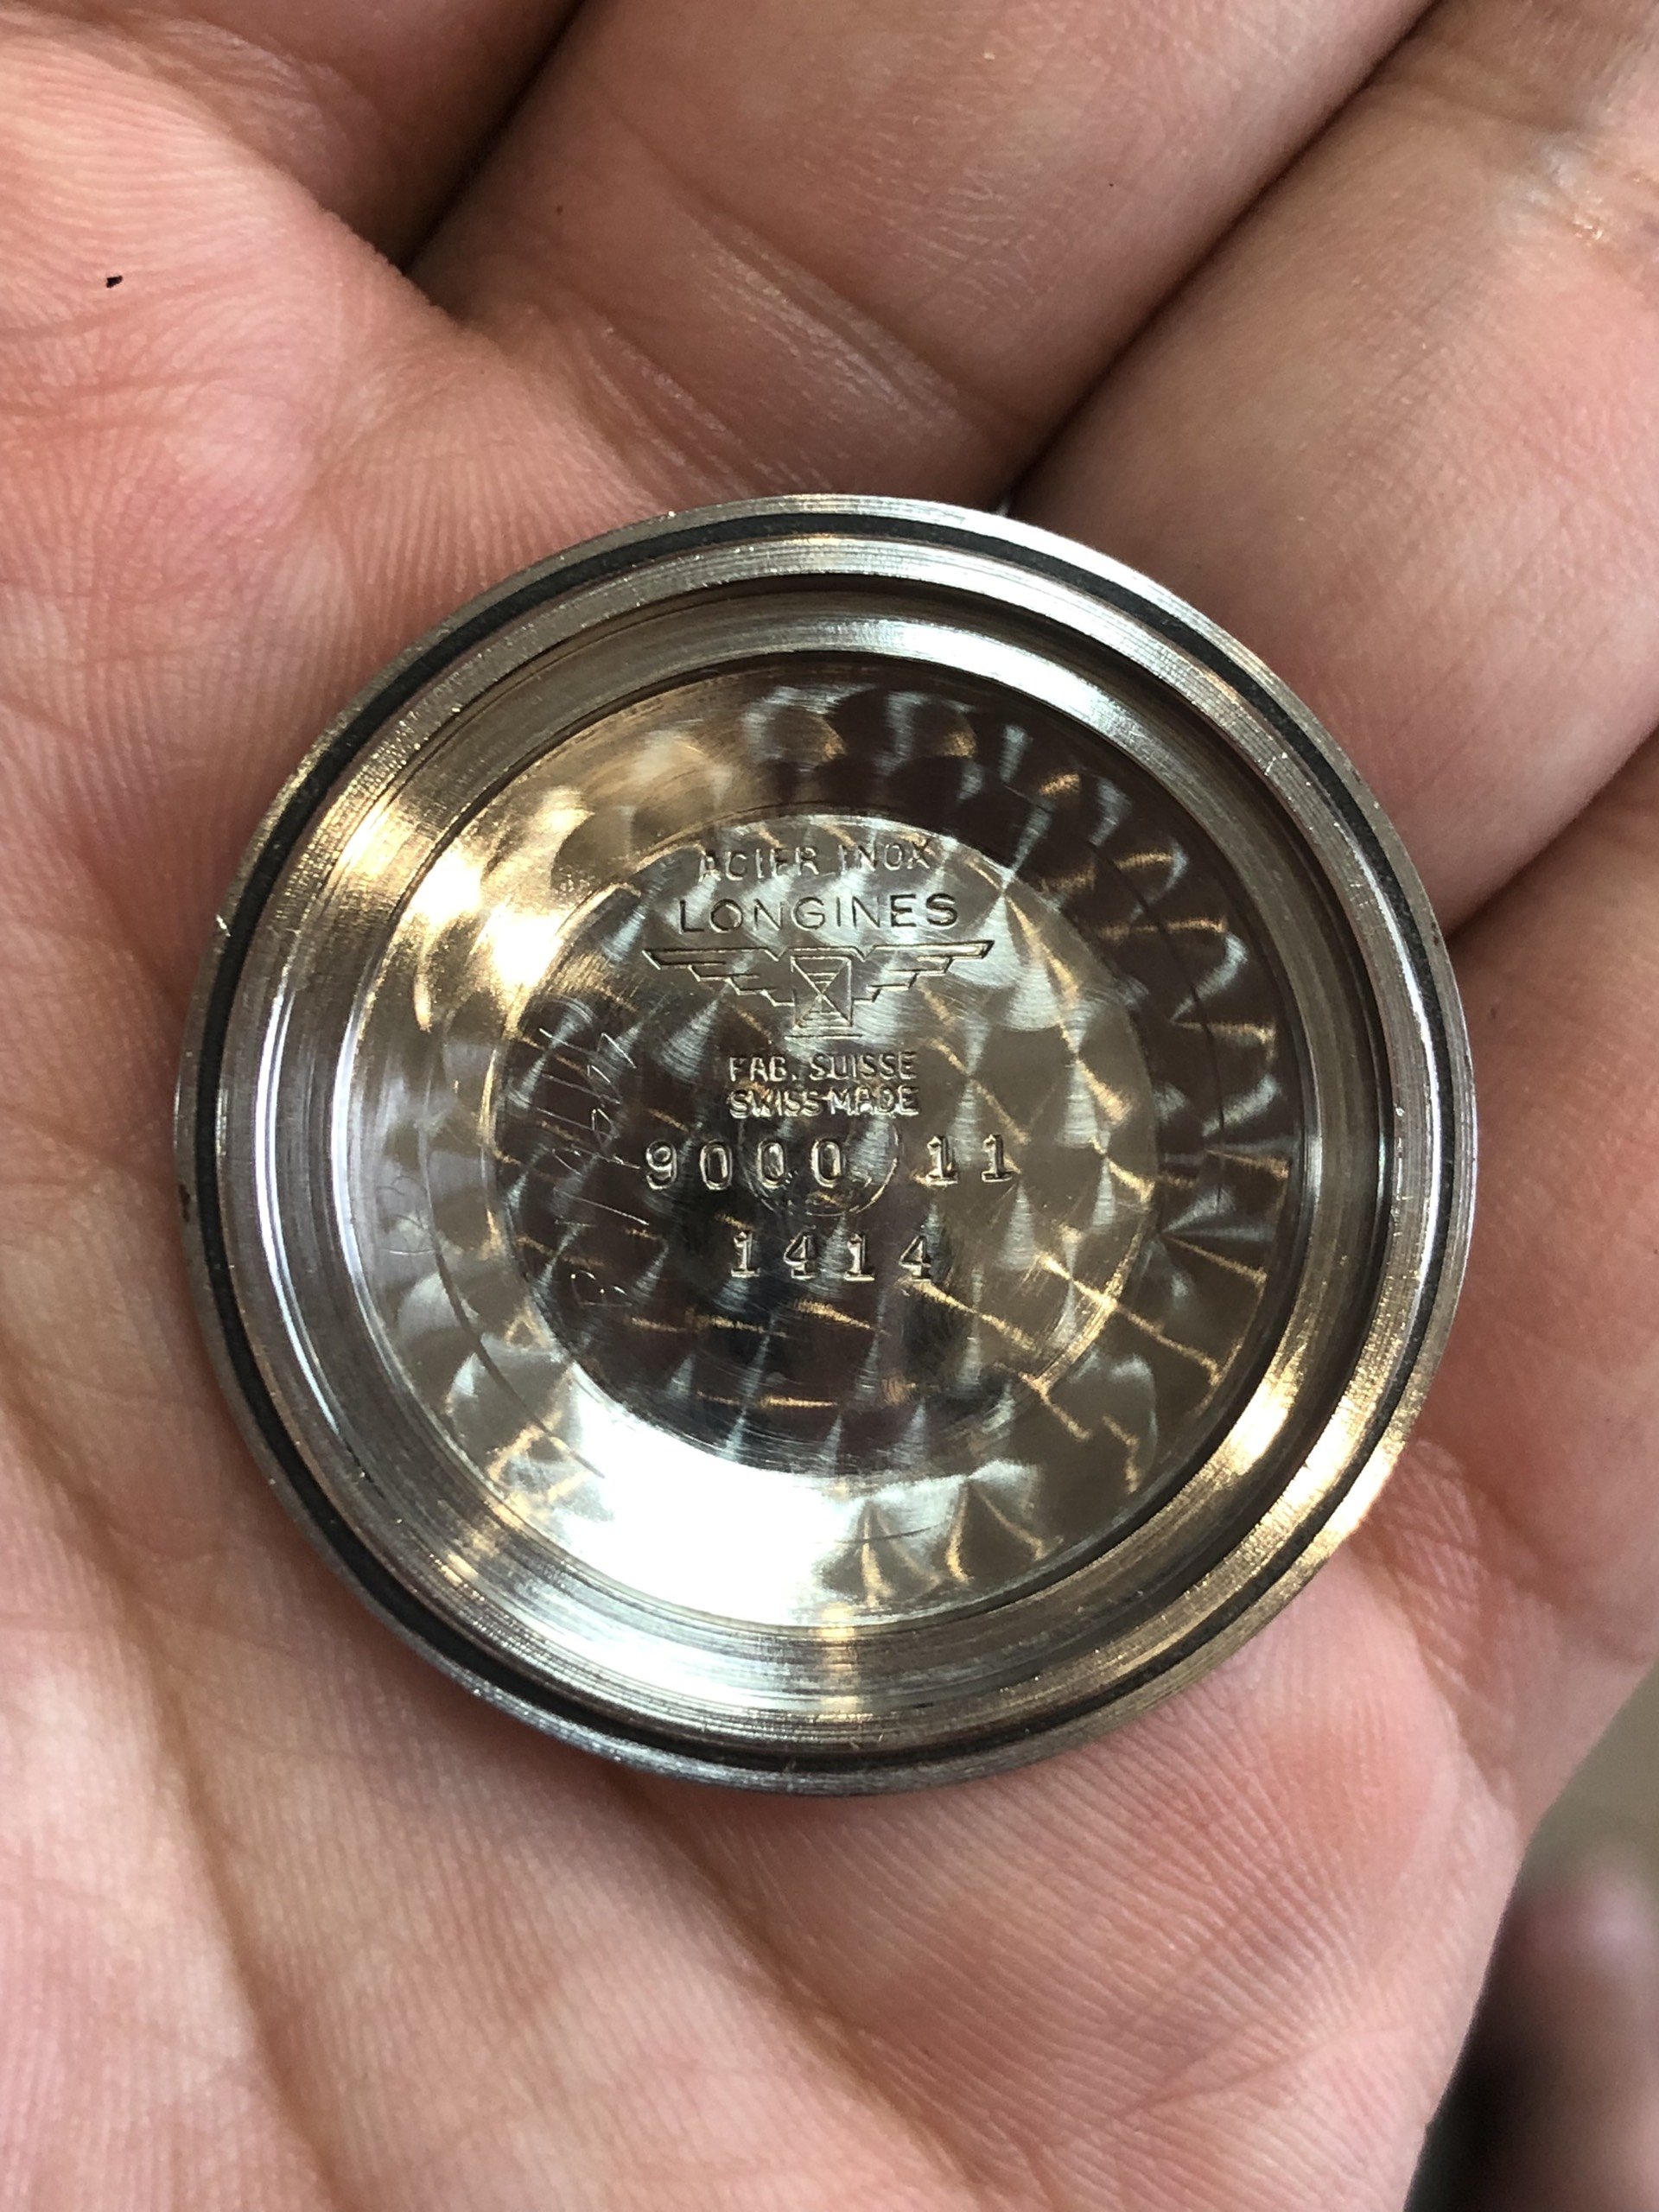 ACIER INOX
LONGINES
FAB. SUISSE
SWISS MADE
9000 11
1414